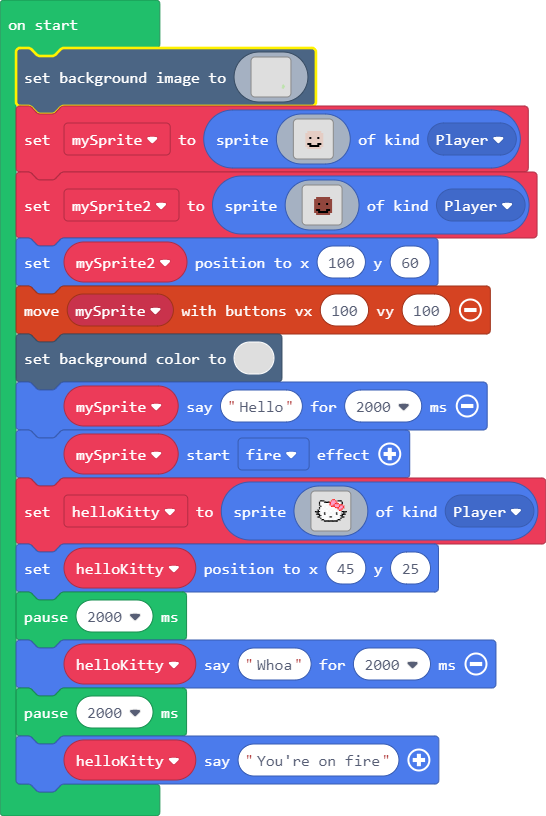 on start
set background image to
set mySprite to sprite of kind Player
set mySprite2 to sprite of kind Player
set mySprite2 position to x 100 y 60
move mySprite with buttons vx 100 vy 100
set background color to
mySprite say "Hello" for 2000 ms
mySprite start fire effect
set helloKitty to sprite of kind Player
set helloKitty position to x 45 y 25
pause 2000 ms
helloKitty say "Whoa" for 2000 ms
pause 2000 ms
helloKitty say "You're on fire"